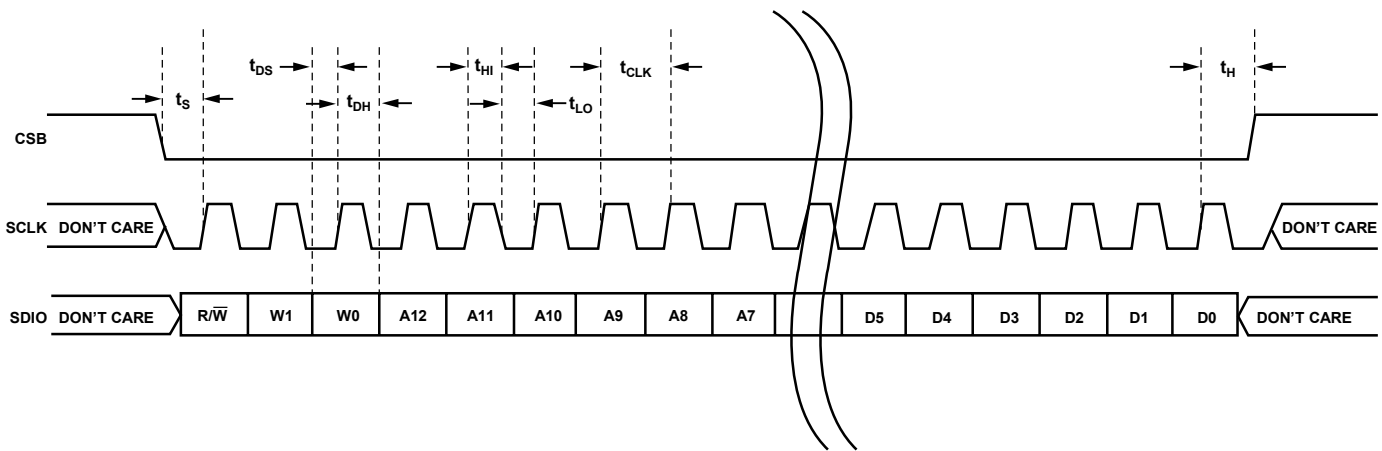 tDS
tHI
tCLK
tH
tS
tDH
tLO
CSB
SCLK DON'T CARE DON'T CARE
SDIO DON'T CARE R/W̅ W1 W0 A12 A11 A10 A9 A8 A7 D5 D4 D3 D2 D1 D0 DON'T CARE